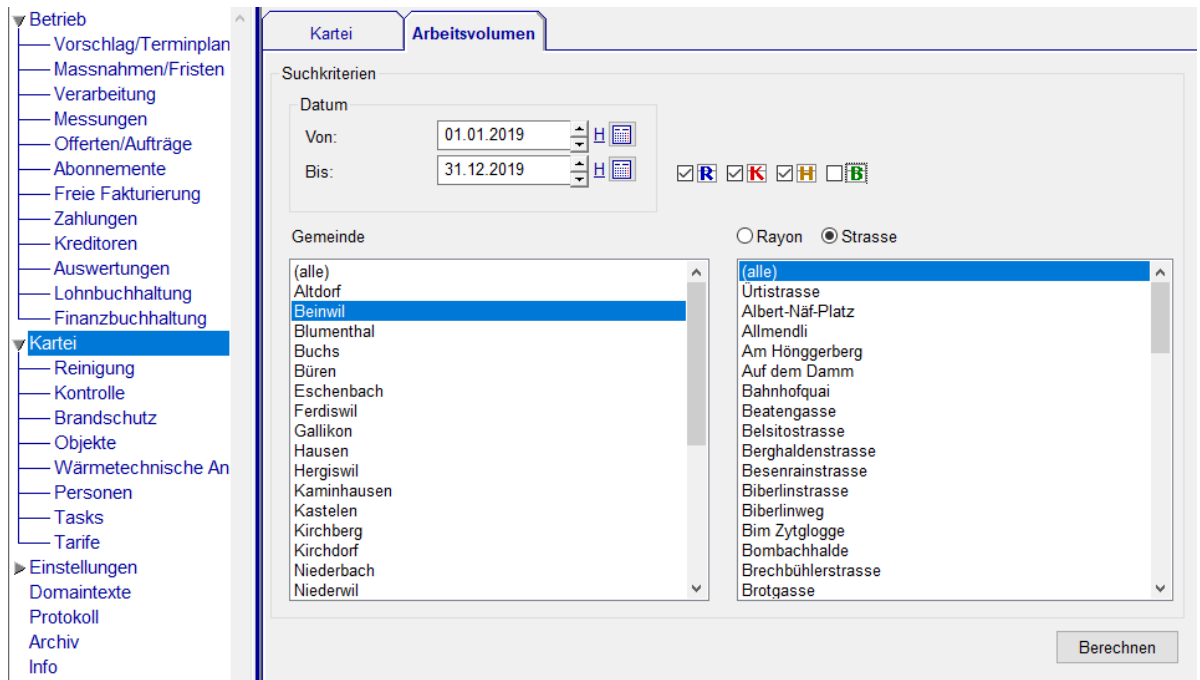 Betrieb
Vorschlag/Terminplan
Massnahmen/Fristen
Verarbeitung
Messungen
Offerten/Aufträge
Abonnemente
Freie Fakturierung
Zahlungen
Kreditoren
Auswertungen
Lohnbuchhaltung
Finanzbuchhaltung
Kartei
Reinigung
Kontrolle
Brandschutz
Objekte
Wärmetechnische An
Personen
Tasks
Tarife
Einstellungen
Domaintexte
Protokoll
Archiv
Info
Kartei Arbeitsvolumen
Suchkriterien
Datum
Von: 01.01.2019 H
Bis: 31.12.2019 H
R K H B
Gemeinde
(alle)
Altdorf
Beinwil
Blumenthal
Buchs
Büren
Eschenbach
Ferdiswil
Gallikon
Hausen
Hergiswil
Kaminhausen
Kastelen
Kirchberg
Kirchdorf
Niederbach
Niederwil
Rayon Strasse
(alle)
Ürtistrasse
Albert-Näf-Platz
Allmendli
Am Hönggerberg
Auf dem Damm
Bahnhofquai
Beatengasse
Belsitostrasse
Berghaldenstrasse
Besenrainstrasse
Biberlinstrasse
Biberlinweg
Bim Zytglogge
Bombachhalde
Brechbühlerstrasse
Brotgasse
Berechnen